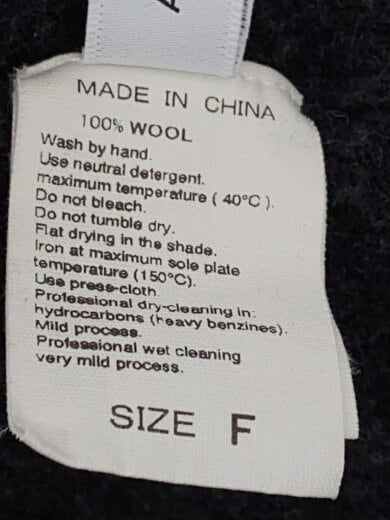 MADE IN CHINA
100% WOOL
Wash by hand.
Use neutral detergent.
maximum temperature ( 40°C ).
Do not bleach.
Do not tumble dry.
Flat drying in the shade.
Iron at maximum sole plate
temperature (150°C).
Use press-cloth.
Professional dry-cleaning in:
hydrocarbons (heavy benzines).
Mild process.
Professional wet cleaning
very mild process.
SIZE F